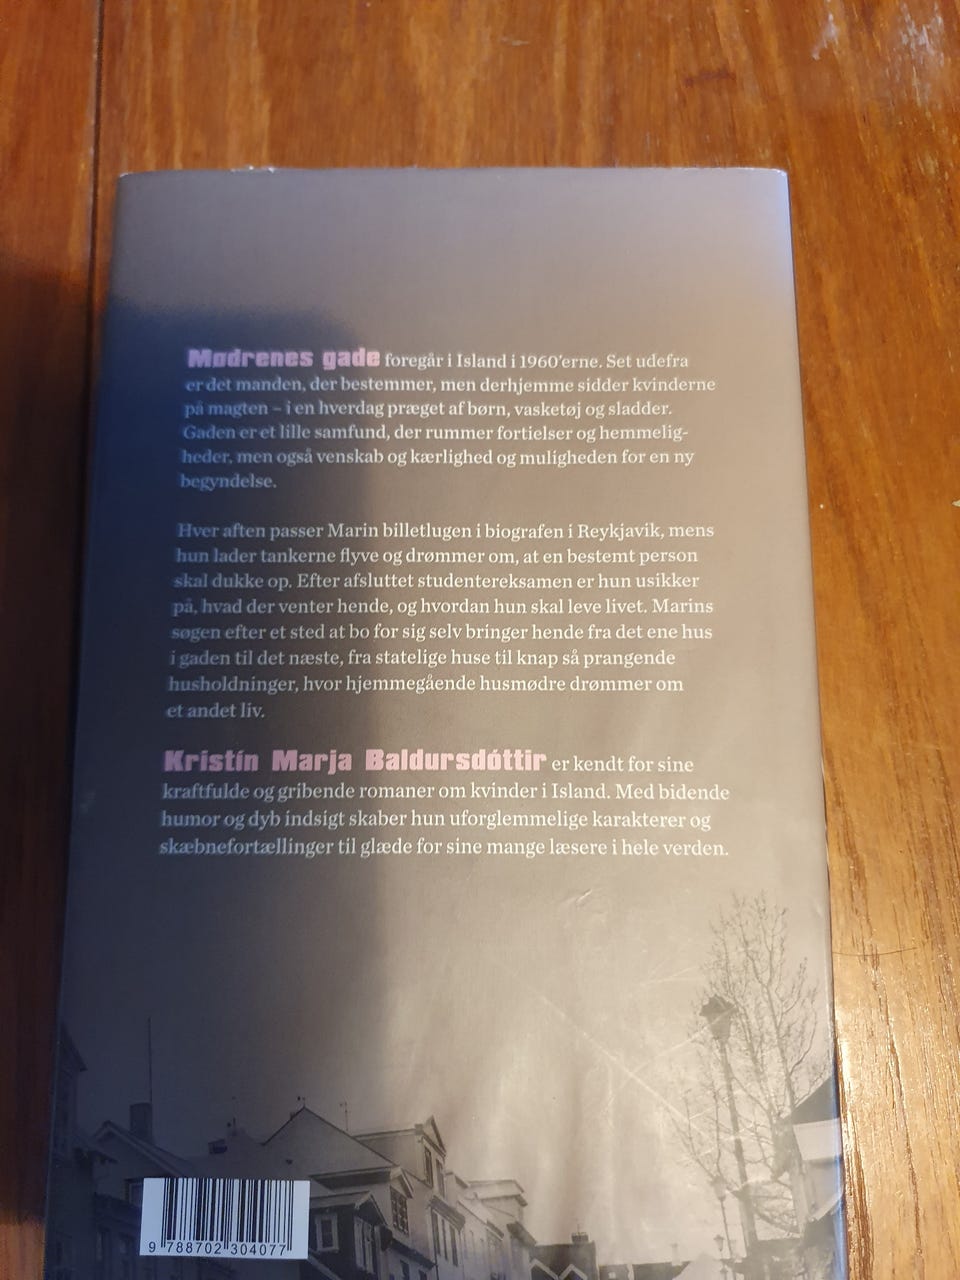 Mødrenes gade foregår i Island i 1960'erne. Set udefra
er det manden, der bestemmer, men derhjemme sidder kvinderne
på magten – i en hverdag præget af børn, vasketøj og sladder.
Gaden er et lille samfund, der rummer fortielser og hemmelig-
heder, men også venskab og kærlighed og muligheden for en ny
begyndelse.
Hver aften passer Marin billetlugen i biografen i Reykjavik, mens
hun lader tankerne flyve og drømmer om, at en bestemt person
skal dukke op. Efter afsluttet studentereksamen er hun usikker
på, hvad der venter hende, og hvordan hun skal leve livet. Marins
søgen efter et sted at bo for sig selv bringer hende fra det ene hus
i gaden til det næste, fra statelige huse til knap så prangende
husholdninger, hvor hjemmegående husmødre drømmer om
et andet liv.
Kristín Marja Baldursdóttir er kendt for sine
kraftfulde og gribende romaner om kvinder i Island. Med bidende
humor og dyb indsigt skaber hun uforglemmelige karakterer og
skæbnefortællinger til glæde for sine mange læsere i hele verden.
9 788702 304077